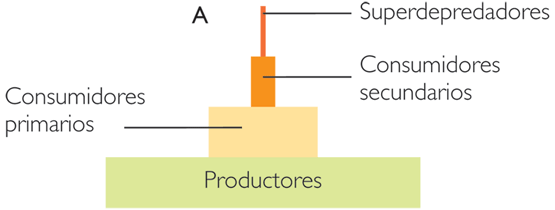 A
Superdepredadores
Consumidores
secundarios
Consumidores
primarios
Productores